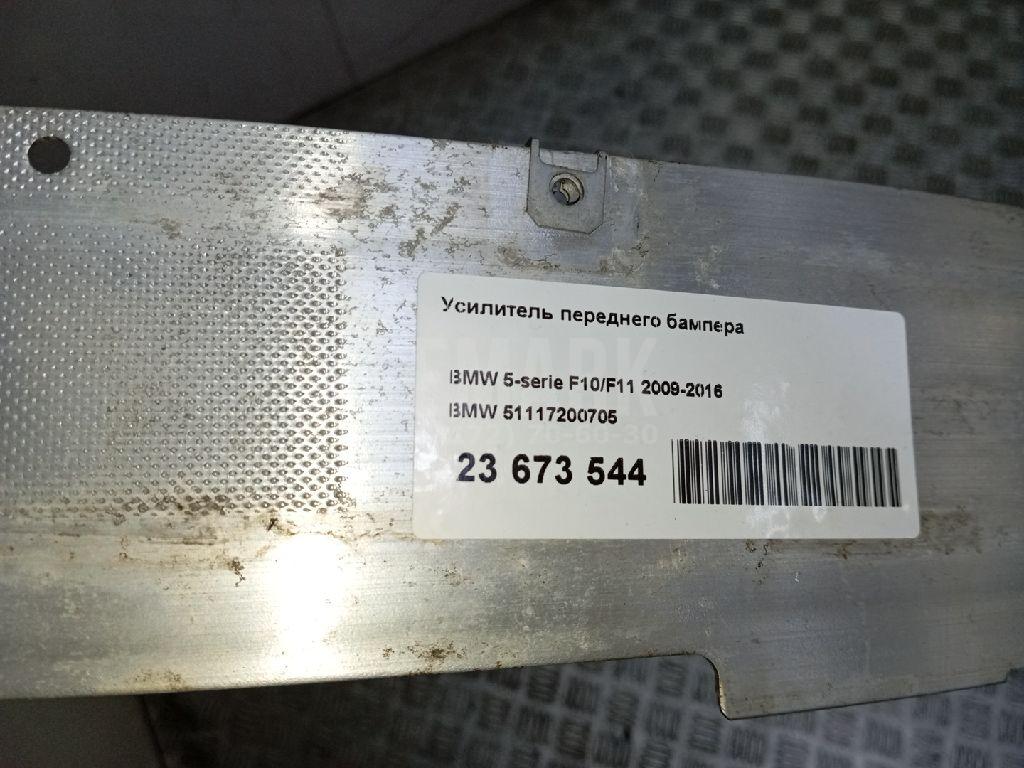 Усилитель переднего бампера
BMW 5-serie F10/F11 2009-2016
BMW 51117200705
23 673 544